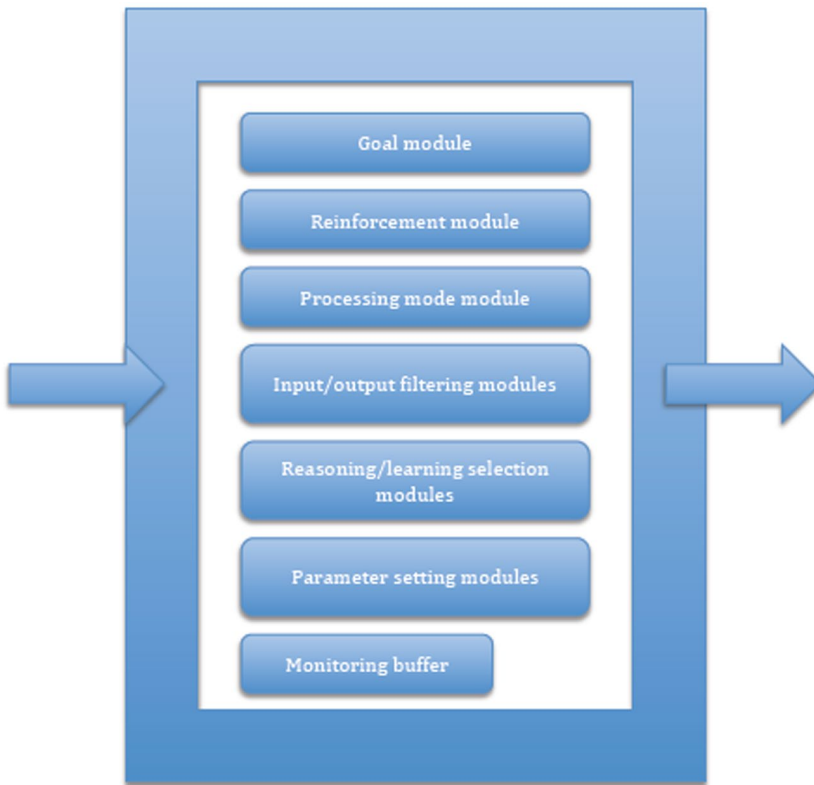 Goal module
Reinforcement module
Processing mode module
Input/output filtering modules
Reasoning/learning selection
modules
Parameter setting modules
Monitoring buffer